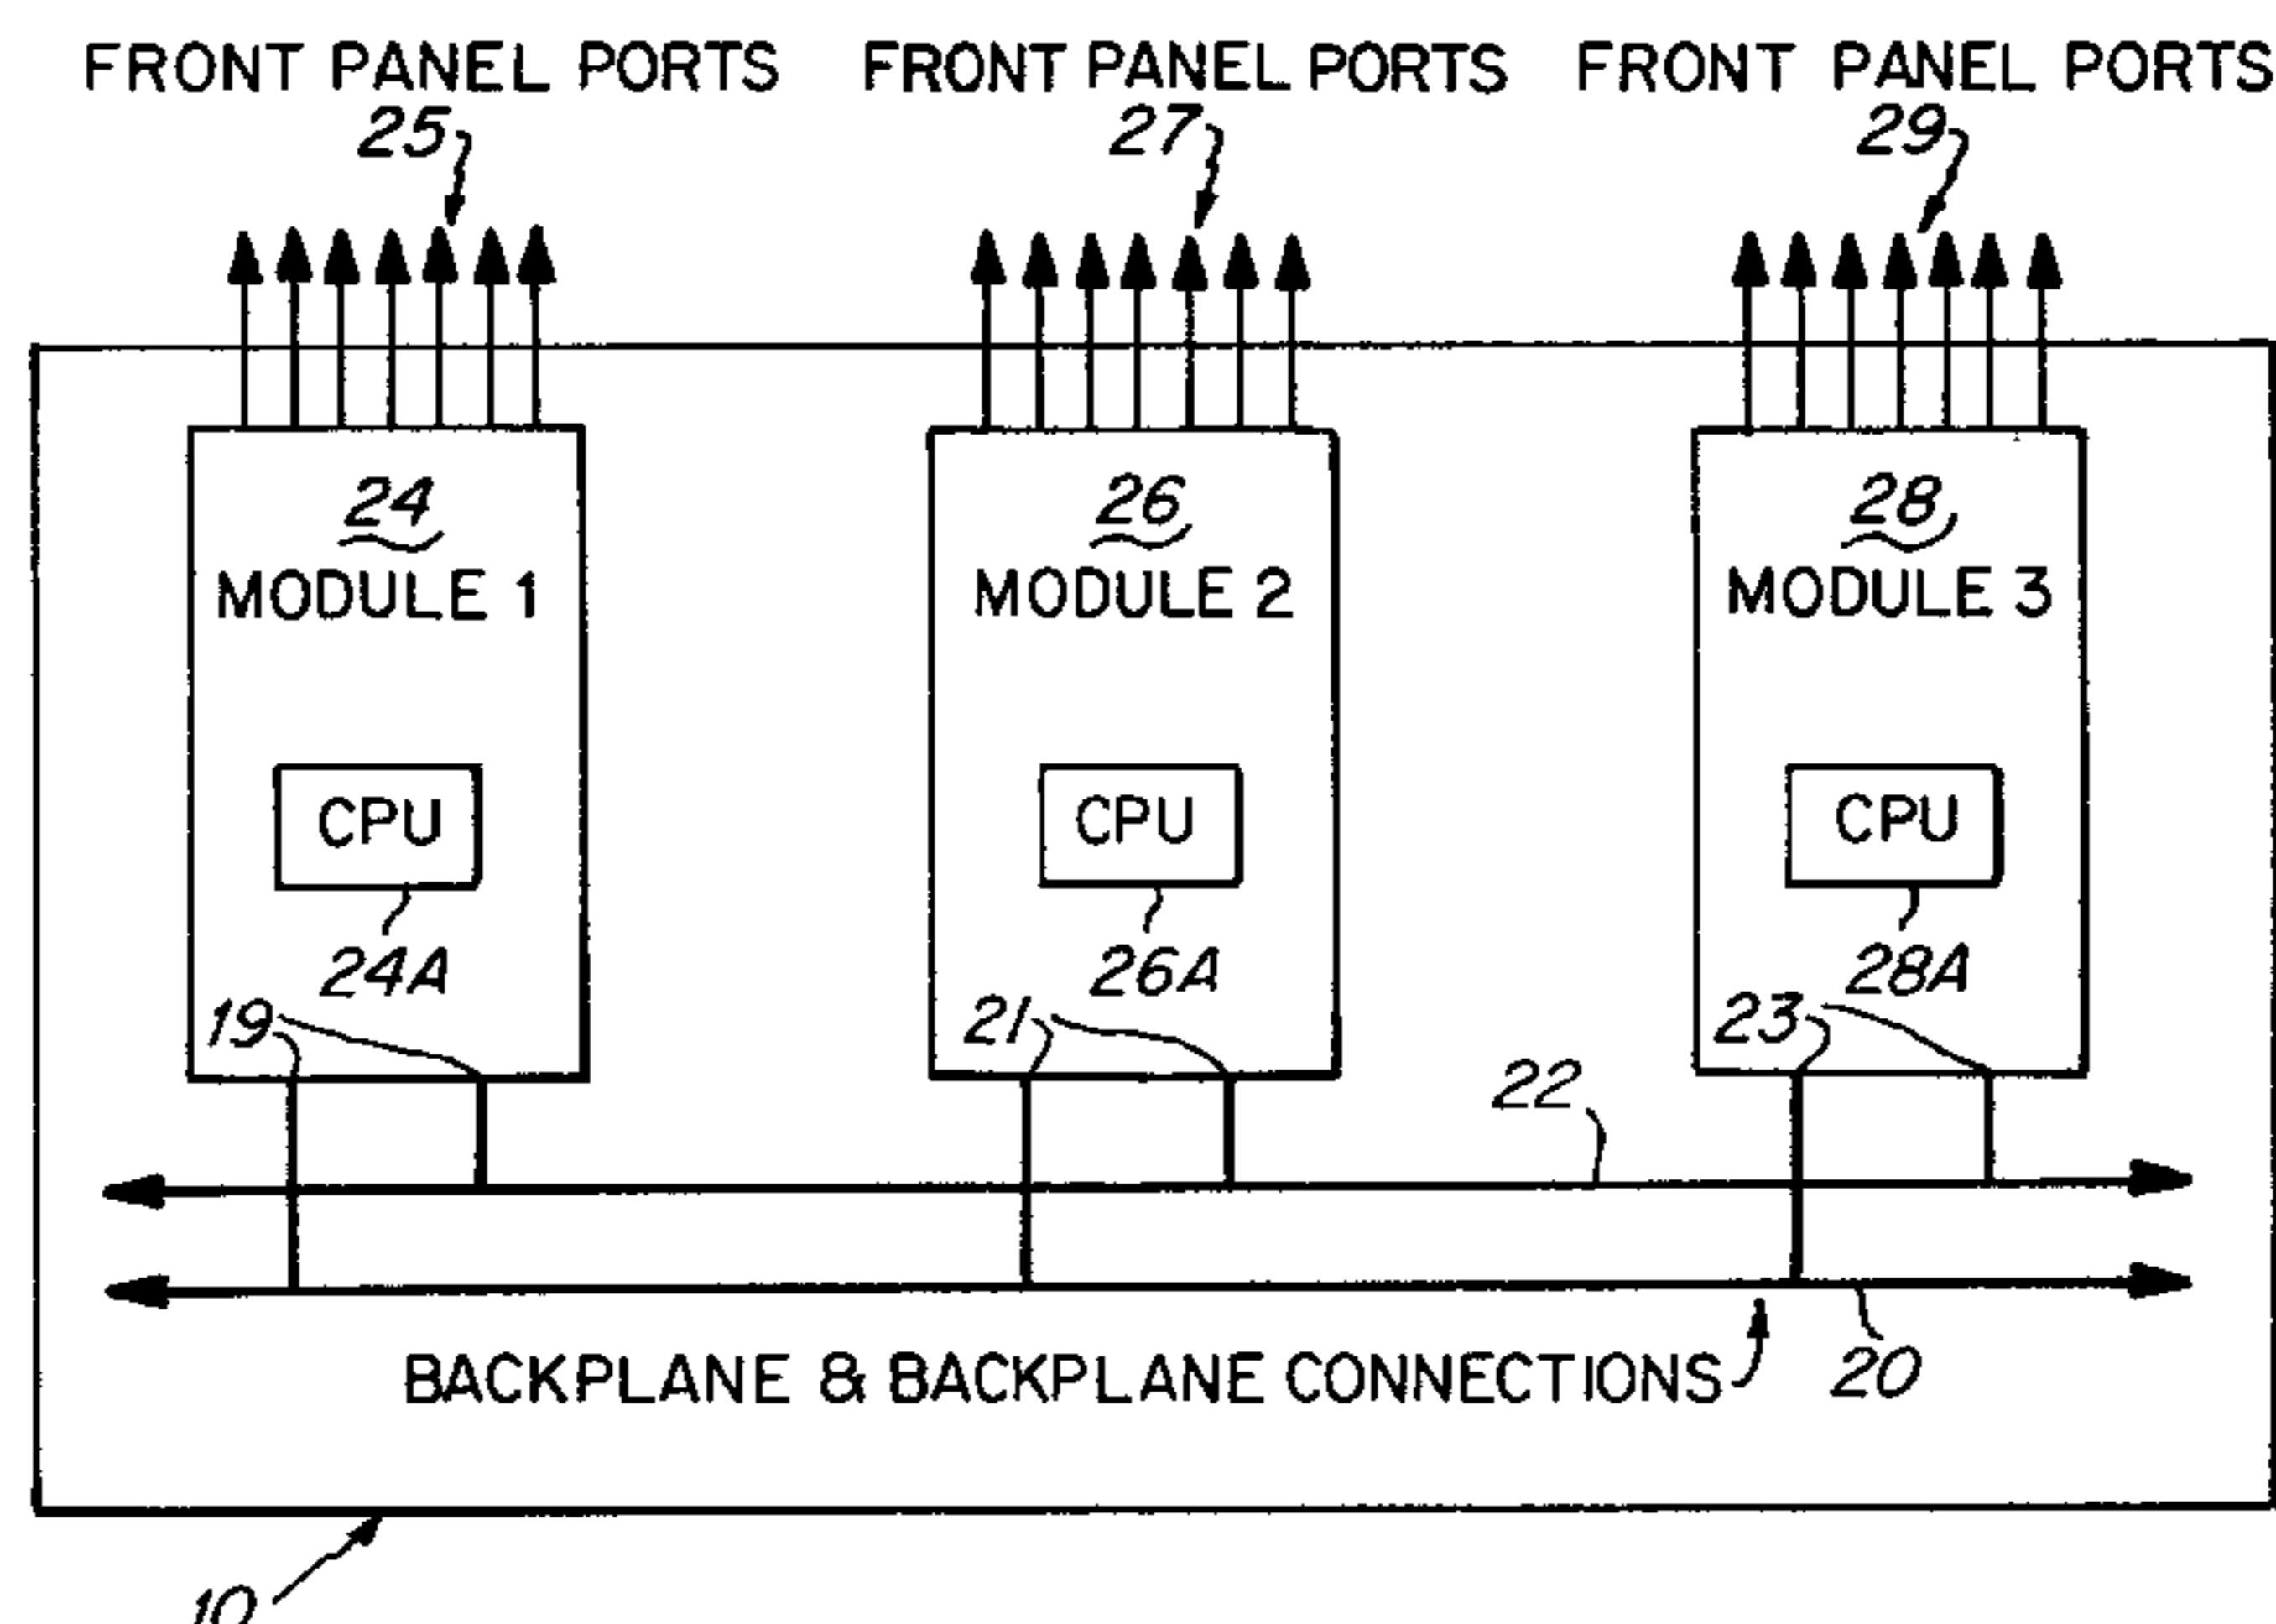 FRONT PANEL PORTS FRONT PANEL PORTS FRONT PANEL PORTS
25 27 29
24 26 28
MODULE 1 MODULE 2 MODULE 3
CPU CPU CPU
24A 26A 28A
19 21 23
22
BACKPLANE & BACKPLANE CONNECTIONS 20
10